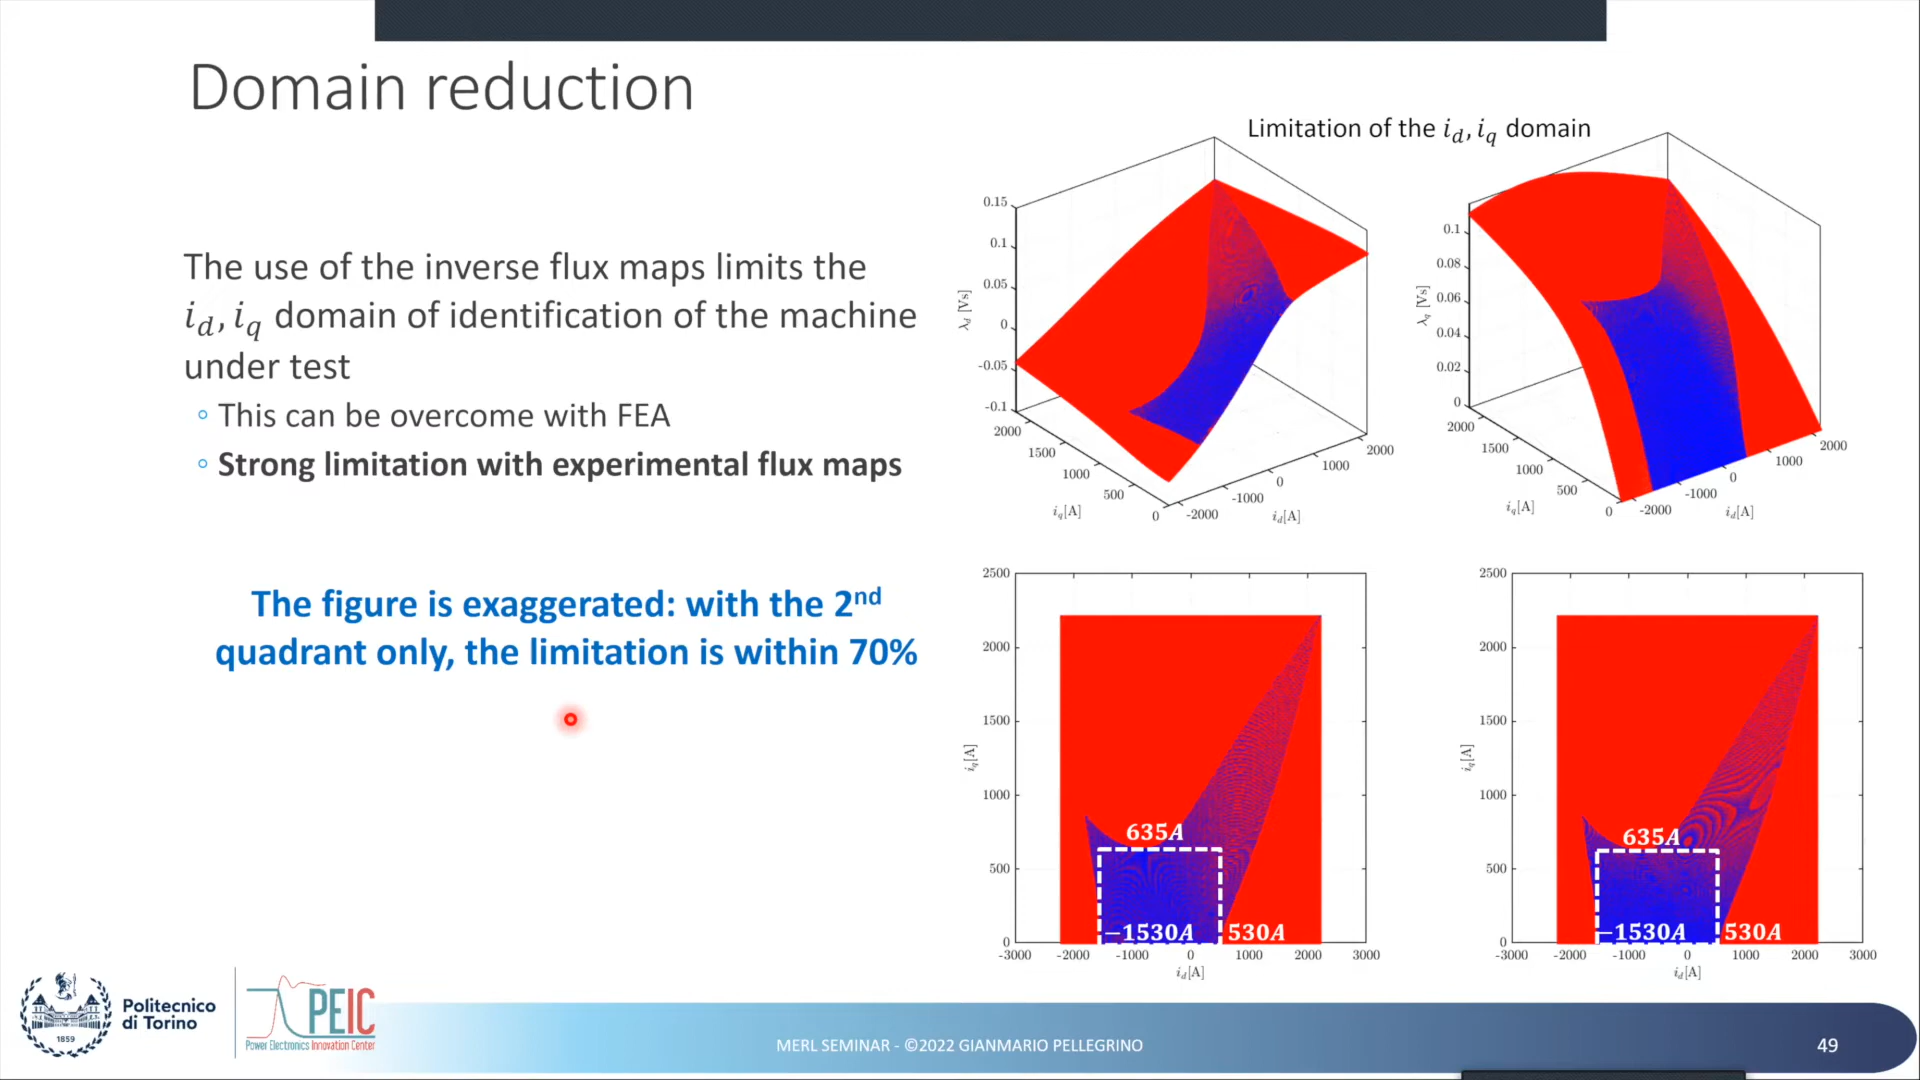 Domain reduction
The use of the inverse flux maps limits the
i_d, i_q domain of identification of the machine
under test
This can be overcome with FEA
Strong limitation with experimental flux maps
The figure is exaggerated: with the 2nd
quadrant only, the limitation is within 70%
Limitation of the i_d, i_q domain
0.15
0.1
0.05
0
-0.05
-0.1
λ_d [Vs]
2000
1500
1000
500
0
i_q[A]
-2000
-1000
0
1000
2000
i_d[A]
0.1
0.08
0.06
0.04
0.02
0
λ_q [Vs]
2000
1500
1000
500
0
i_q[A]
-2000
-1000
0
1000
2000
i_d[A]
2500
2000
1500
1000
500
0
i_q[A]
635A
−1530A
530A
-3000
-2000
-1000
0
1000
2000
3000
i_d[A]
2500
2000
1500
1000
500
0
i_q[A]
635A
−1530A
530A
-3000
-2000
-1000
0
1000
2000
3000
i_d[A]
1859
Politecnico
di Torino
PEIC
Power Electronics Innovation Center
MERL SEMINAR - ©2022 GIANMARIO PELLEGRINO
49